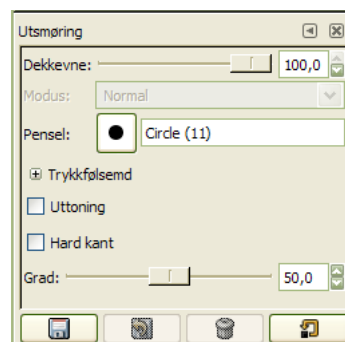 Utsmøring
Dekkevne: 100,0
Modus: Normal
Pensel: Circle (11)
Trykkfølsemd
Uttoning
Hard kant
Grad: 50,0